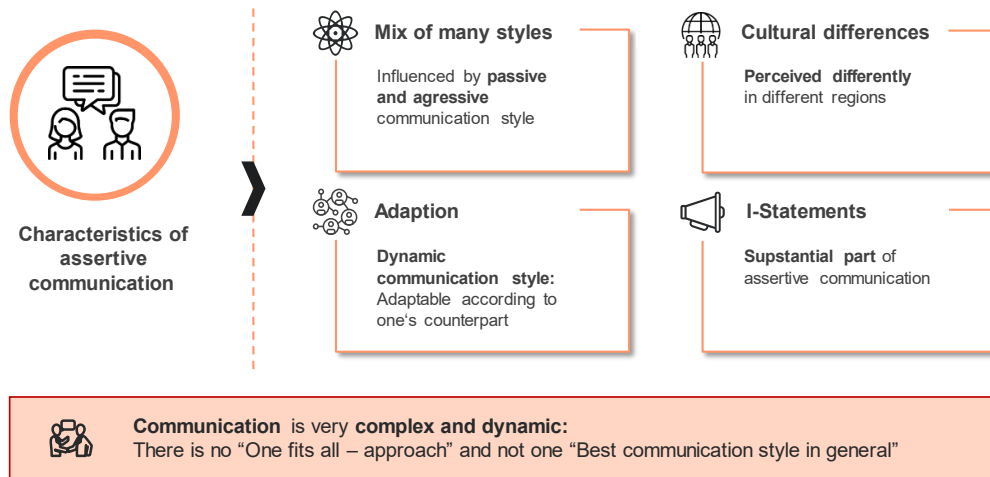 Characteristics of
assertive
communication
Mix of many styles
Influenced by passive
and agressive
communication style
Cultural differences
Perceived differently
in different regions
Adaption
Dynamic
communication style:
Adaptable according to
one‘s counterpart
I-Statements
Supstantial part of
assertive communication
Communication is very complex and dynamic:
There is no “One fits all – approach” and not one “Best communication style in general”